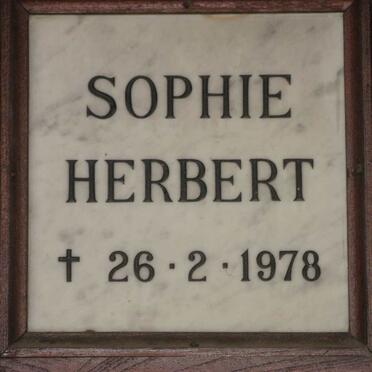 SOPHIE
HERBERT
† 26·2·1978